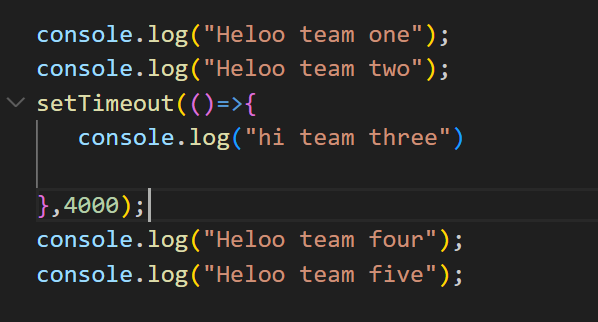 console.log("Heloo team one");
console.log("Heloo team two");
setTimeout(()=>{
console.log("hi team three")
},4000);
console.log("Heloo team four");
console.log("Heloo team five");